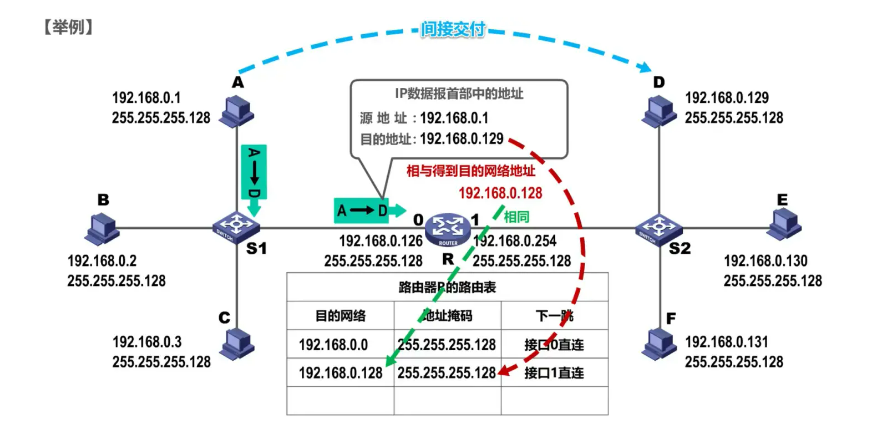 【举例】
间接交付
A
192.168.0.1
255.255.255.128
D
192.168.0.129
255.255.255.128
IP数据报首部中的地址
源 地 址 : 192.168.0.1
目的地址: 192.168.0.129
A→D
相与得到目的网络地址
192.168.0.128
相同
B
192.168.0.2
255.255.255.128
SWITCH
S1
A→D
0
1
192.168.0.126
255.255.255.128
ROUTER
R
192.168.0.254
255.255.255.128
SWITCH
S2
E
192.168.0.130
255.255.255.128
C
192.168.0.3
255.255.255.128
F
192.168.0.131
255.255.255.128
路由器R的路由表
目的网络 地址掩码 下一跳
192.168.0.0 255.255.255.128 接口0直连
192.168.0.128 255.255.255.128 接口1直连